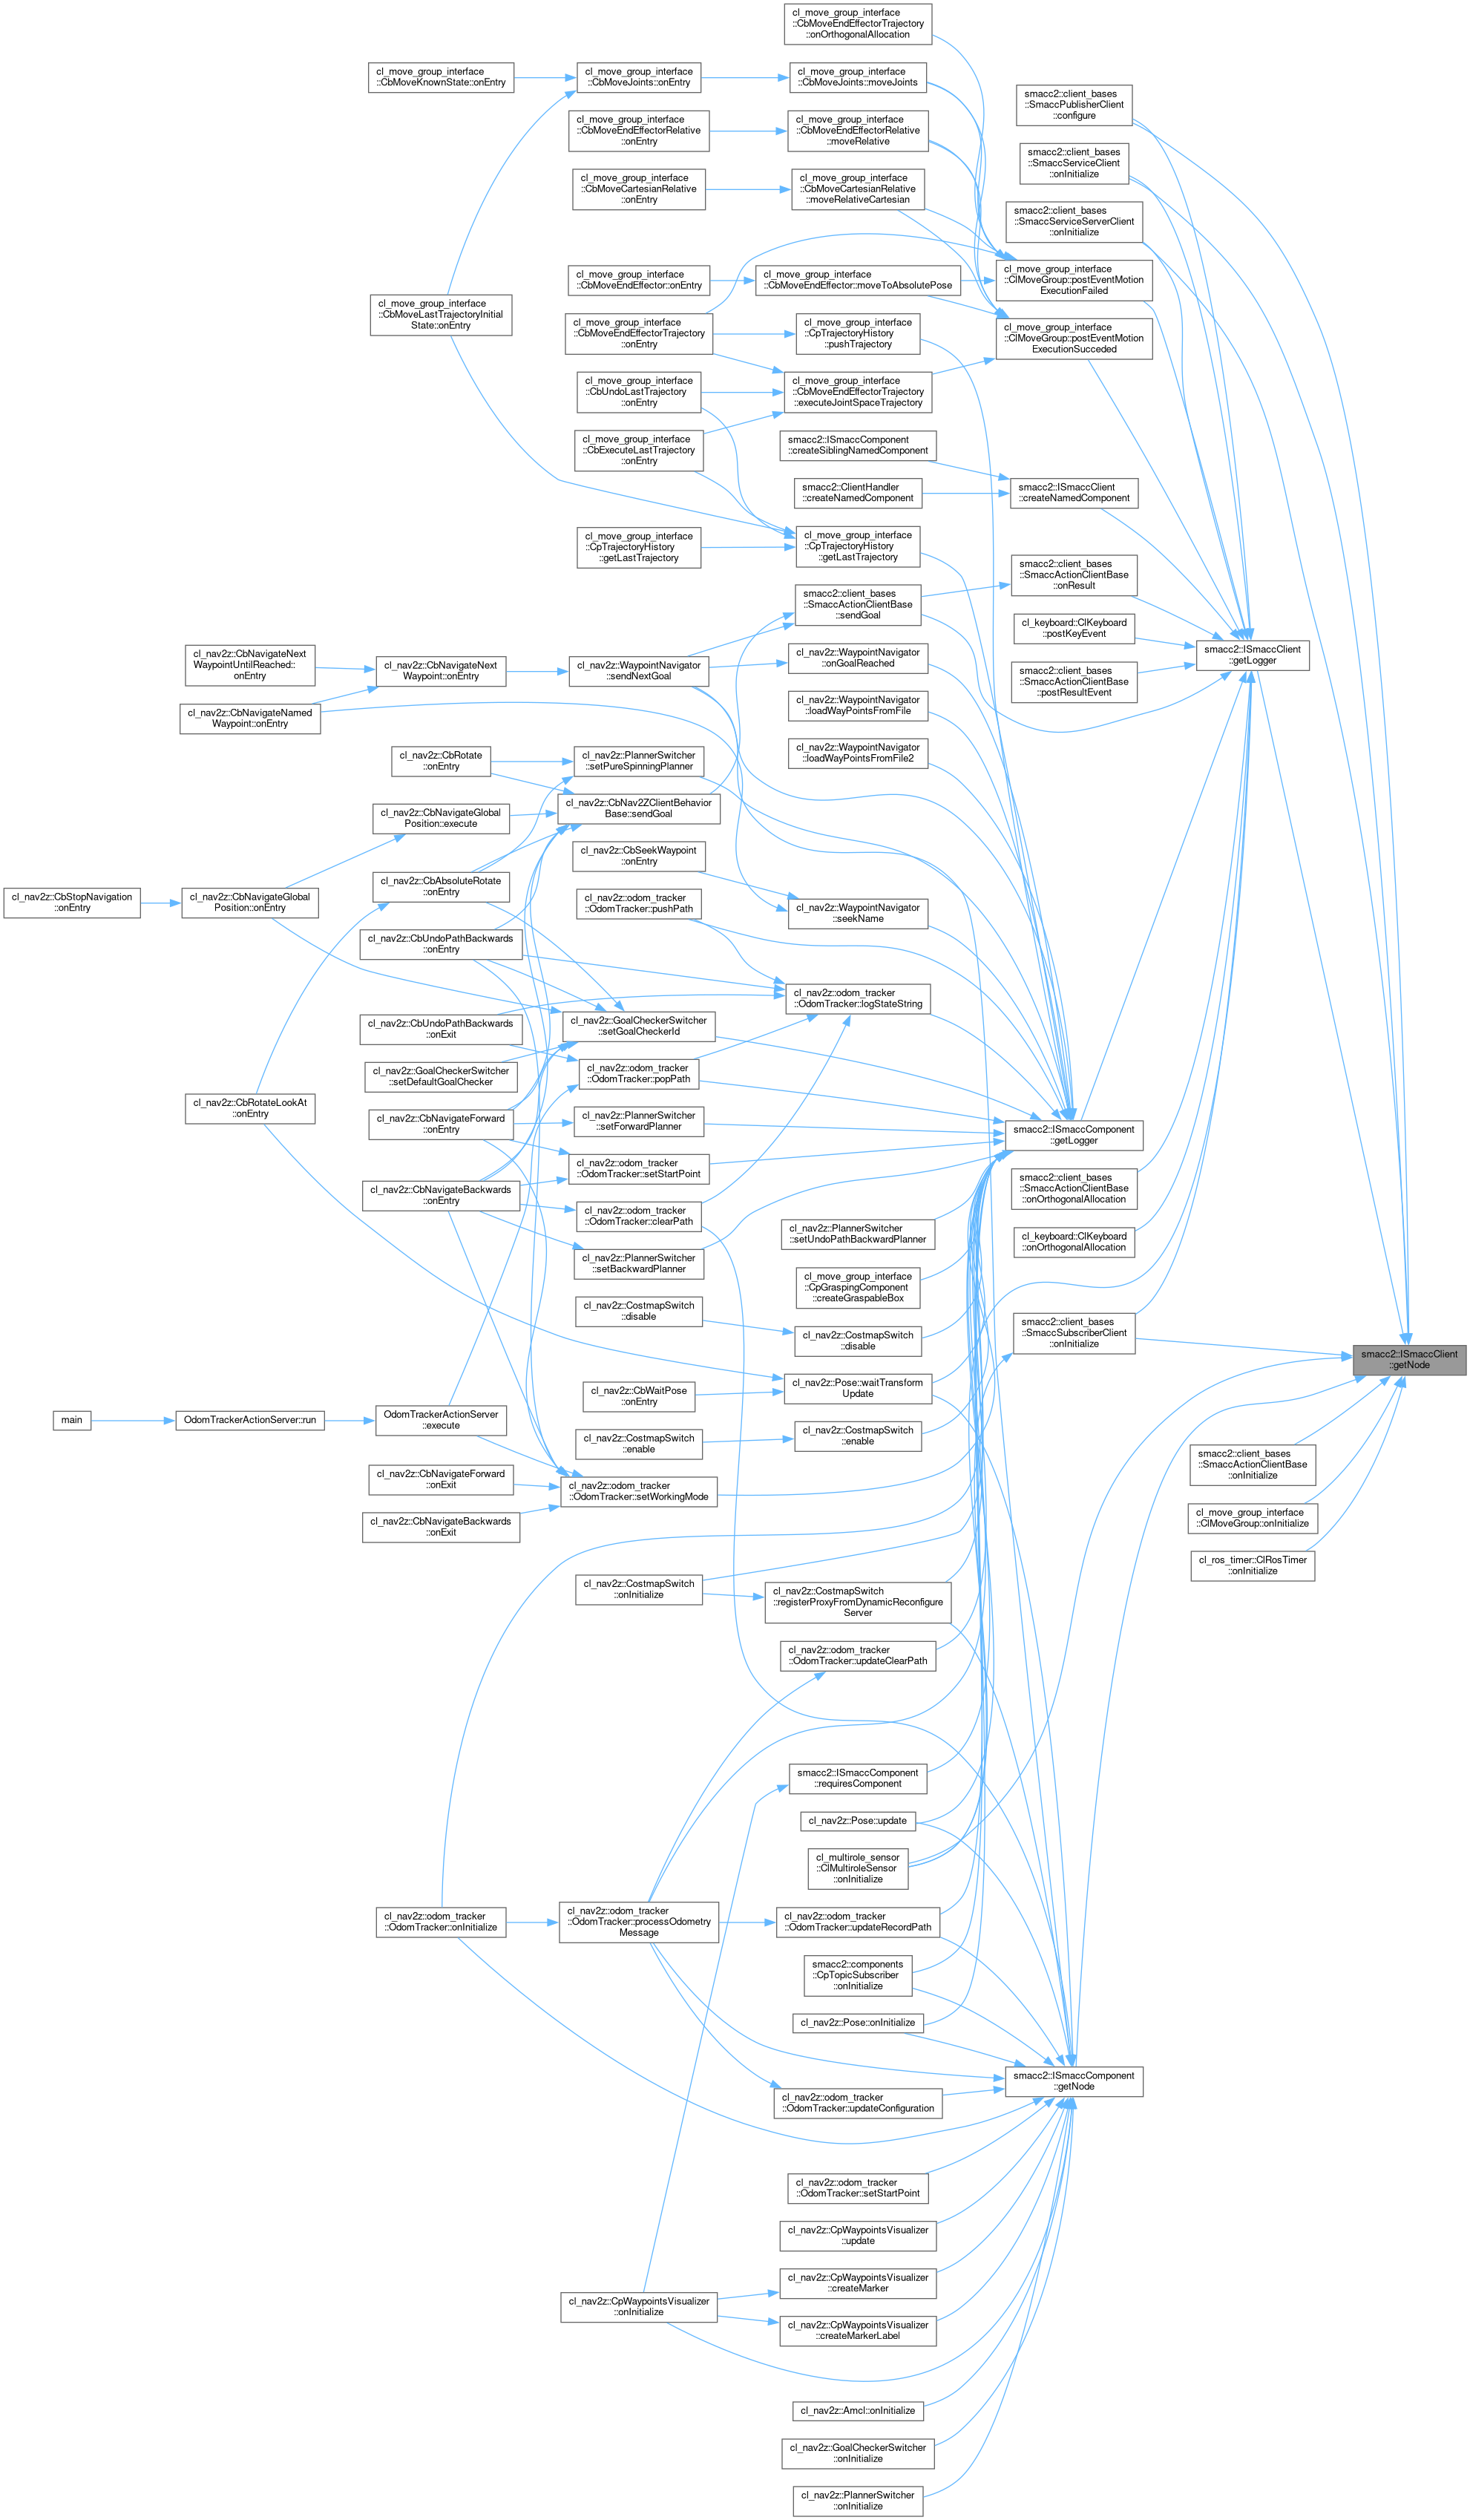 cl_move_group_interface
::CbMoveEndEffectorTrajectory
::onOrthogonalAllocation
cl_move_group_interface
::CbMoveKnownState::onEntry
cl_move_group_interface
::CbMoveJoints::onEntry
cl_move_group_interface
::CbMoveJoints::moveJoints
smacc2::client_bases
::SmaccPublisherClient
::configure
cl_move_group_interface
::CbMoveEndEffectorRelative
::onEntry
cl_move_group_interface
::CbMoveEndEffectorRelative
::moveRelative
smacc2::client_bases
::SmaccServiceClient
::onInitialize
cl_move_group_interface
::CbMoveCartesianRelative
::onEntry
cl_move_group_interface
::CbMoveCartesianRelative
::moveRelativeCartesian
smacc2::client_bases
::SmaccServiceServerClient
::onInitialize
cl_move_group_interface
::CbMoveEndEffector::onEntry
cl_move_group_interface
::CbMoveEndEffector::moveToAbsolutePose
cl_move_group_interface
::ClMoveGroup::postEventMotion
ExecutionFailed
cl_move_group_interface
::CbMoveLastTrajectoryInitial
State::onEntry
cl_move_group_interface
::CbMoveEndEffectorTrajectory
::onEntry
cl_move_group_interface
::CpTrajectoryHistory
::pushTrajectory
cl_move_group_interface
::ClMoveGroup::postEventMotion
ExecutionSucceded
cl_move_group_interface
::CbUndoLastTrajectory
::onEntry
cl_move_group_interface
::CbMoveEndEffectorTrajectory
::executeJointSpaceTrajectory
cl_move_group_interface
::CbExecuteLastTrajectory
::onEntry
smacc2::ISmaccComponent
::createSiblingNamedComponent
smacc2::ClientHandler
::createNamedComponent
smacc2::ISmaccClient
::createNamedComponent
cl_move_group_interface
::CpTrajectoryHistory
::getLastTrajectory
cl_move_group_interface
::CpTrajectoryHistory
::getLastTrajectory
smacc2::client_bases
::SmaccActionClientBase
::onResult
smacc2::client_bases
::SmaccActionClientBase
::sendGoal
cl_keyboard::ClKeyboard
::postKeyEvent
smacc2::ISmaccClient
::getLogger
cl_nav2z::CbNavigateNext
WaypointUntilReached::
onEntry
cl_nav2z::CbNavigateNext
Waypoint::onEntry
cl_nav2z::WaypointNavigator
::sendNextGoal
cl_nav2z::WaypointNavigator
::onGoalReached
smacc2::client_bases
::SmaccActionClientBase
::postResultEvent
cl_nav2z::CbNavigateNamed
Waypoint::onEntry
cl_nav2z::WaypointNavigator
::loadWayPointsFromFile
cl_nav2z::WaypointNavigator
::loadWayPointsFromFile2
cl_nav2z::CbRotate
::onEntry
cl_nav2z::PlannerSwitcher
::setPureSpinningPlanner
cl_nav2z::CbNavigateGlobal
Position::execute
cl_nav2z::CbNav2ZClientBehavior
Base::sendGoal
cl_nav2z::CbSeekWaypoint
::onEntry
cl_nav2z::CbStopNavigation
::onEntry
cl_nav2z::CbNavigateGlobal
Position::onEntry
cl_nav2z::CbAbsoluteRotate
::onEntry
cl_nav2z::odom_tracker
::OdomTracker::pushPath
cl_nav2z::WaypointNavigator
::seekName
cl_nav2z::CbUndoPathBackwards
::onEntry
cl_nav2z::odom_tracker
::OdomTracker::logStateString
cl_nav2z::CbUndoPathBackwards
::onExit
cl_nav2z::GoalCheckerSwitcher
::setGoalCheckerId
cl_nav2z::GoalCheckerSwitcher
::setDefaultGoalChecker
cl_nav2z::odom_tracker
::OdomTracker::popPath
cl_nav2z::CbRotateLookAt
::onEntry
cl_nav2z::CbNavigateForward
::onEntry
cl_nav2z::PlannerSwitcher
::setForwardPlanner
smacc2::ISmaccComponent
::getLogger
cl_nav2z::odom_tracker
::OdomTracker::setStartPoint
smacc2::client_bases
::SmaccActionClientBase
::onOrthogonalAllocation
cl_nav2z::CbNavigateBackwards
::onEntry
cl_nav2z::odom_tracker
::OdomTracker::clearPath
cl_nav2z::PlannerSwitcher
::setUndoPathBackwardPlanner
cl_keyboard::ClKeyboard
::onOrthogonalAllocation
cl_nav2z::PlannerSwitcher
::setBackwardPlanner
cl_move_group_interface
::CpGraspingComponent
::createGraspableBox
cl_nav2z::CostmapSwitch
::disable
cl_nav2z::CostmapSwitch
::disable
smacc2::client_bases
::SmaccSubscriberClient
::onInitialize
smacc2::ISmaccClient
::getNode
cl_nav2z::CbWaitPose
::onEntry
cl_nav2z::Pose::waitTransform
Update
main
OdomTrackerActionServer::run
OdomTrackerActionServer
::execute
cl_nav2z::CostmapSwitch
::enable
cl_nav2z::CostmapSwitch
::enable
smacc2::client_bases
::SmaccActionClientBase
::onInitialize
cl_nav2z::CbNavigateForward
::onExit
cl_nav2z::odom_tracker
::OdomTracker::setWorkingMode
cl_move_group_interface
::ClMoveGroup::onInitialize
cl_nav2z::CbNavigateBackwards
::onExit
cl_ros_timer::ClRosTimer
::onInitialize
cl_nav2z::CostmapSwitch
::onInitialize
cl_nav2z::CostmapSwitch
::registerProxyFromDynamicReconfigure
Server
cl_nav2z::odom_tracker
::OdomTracker::updateClearPath
smacc2::ISmaccComponent
::requiresComponent
cl_nav2z::Pose::update
cl_multirole_sensor
::ClMultiroleSensor
::onInitialize
cl_nav2z::odom_tracker
::OdomTracker::onInitialize
cl_nav2z::odom_tracker
::OdomTracker::processOdometry
Message
cl_nav2z::odom_tracker
::OdomTracker::updateRecordPath
smacc2::components
::CpTopicSubscriber
::onInitialize
cl_nav2z::Pose::onInitialize
smacc2::ISmaccComponent
::getNode
cl_nav2z::odom_tracker
::OdomTracker::updateConfiguration
cl_nav2z::odom_tracker
::OdomTracker::setStartPoint
cl_nav2z::CpWaypointsVisualizer
::update
cl_nav2z::CpWaypointsVisualizer
::createMarker
cl_nav2z::CpWaypointsVisualizer
::onInitialize
cl_nav2z::CpWaypointsVisualizer
::createMarkerLabel
cl_nav2z::Amcl::onInitialize
cl_nav2z::GoalCheckerSwitcher
::onInitialize
cl_nav2z::PlannerSwitcher
::onInitialize